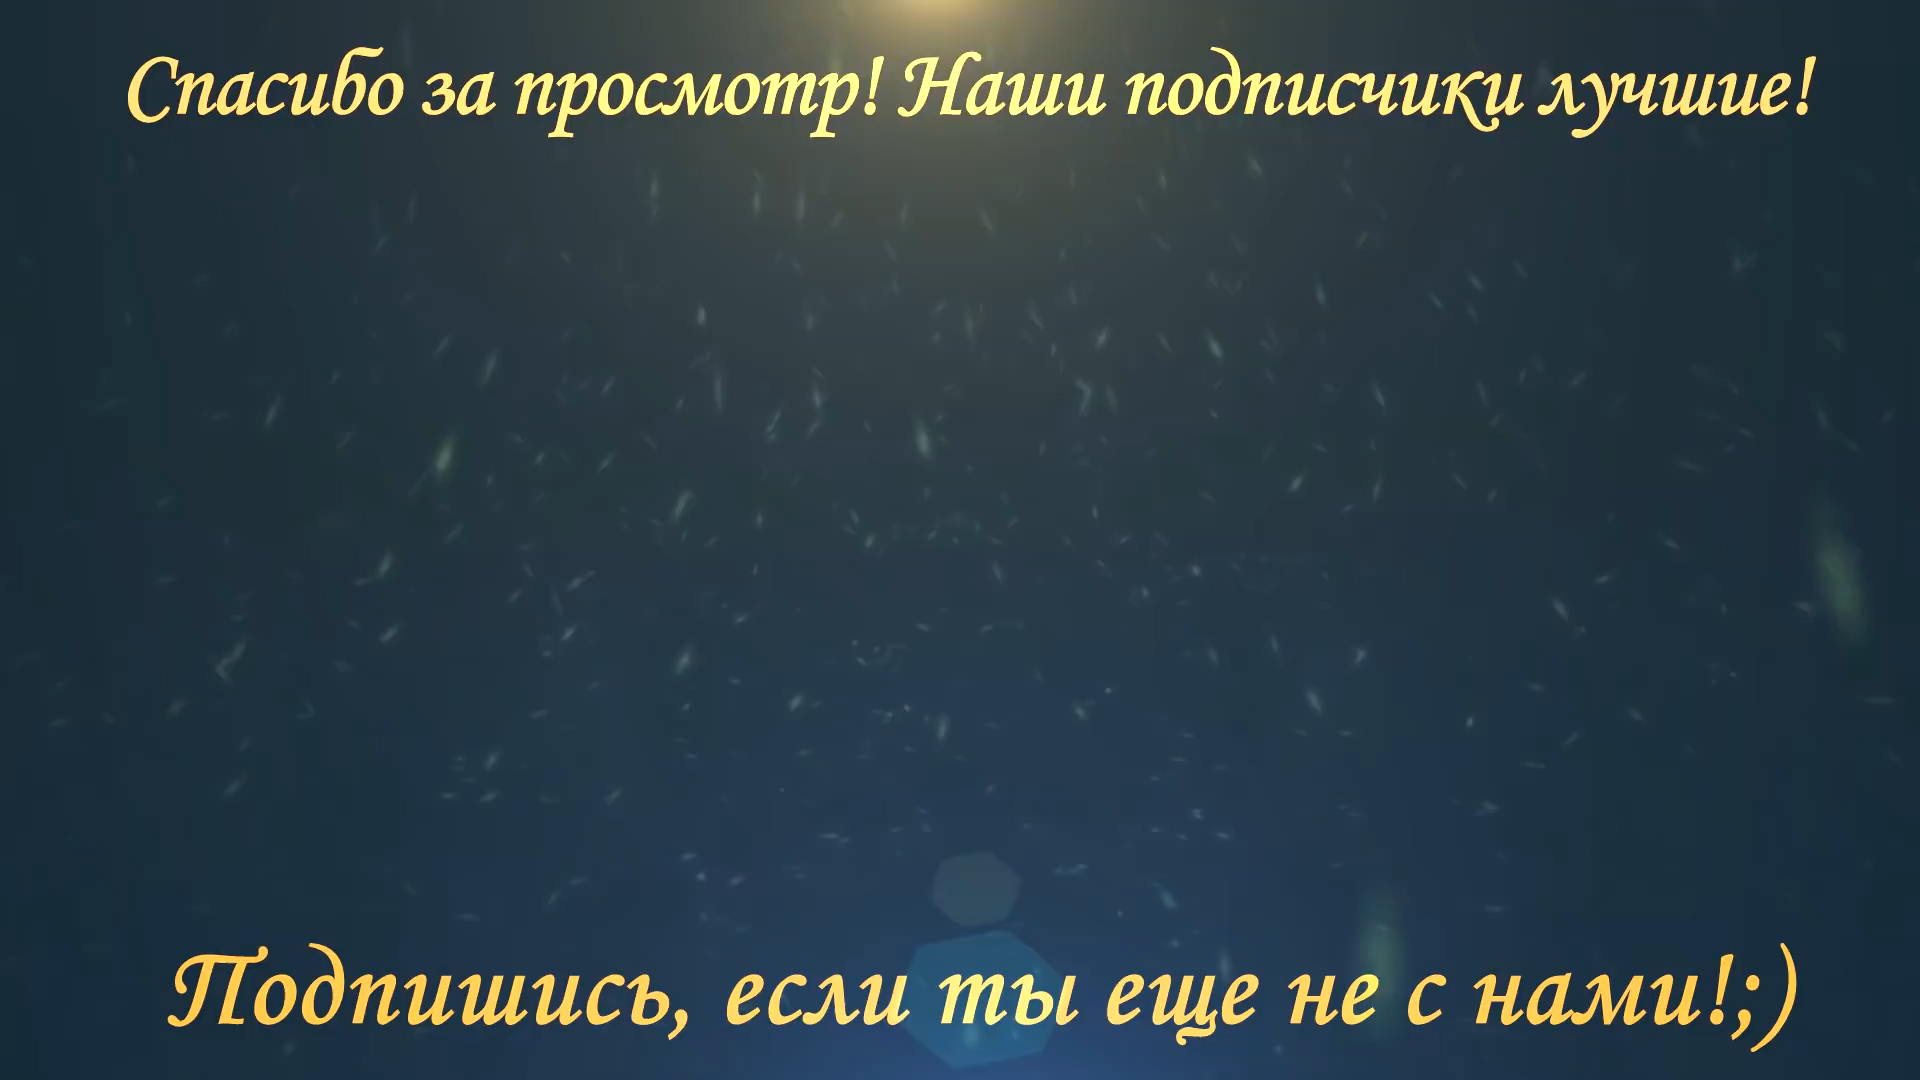 Спасибо за просмотр! Наши подписчики лучшие!
Подпишись, если ты еще не с нами!;)